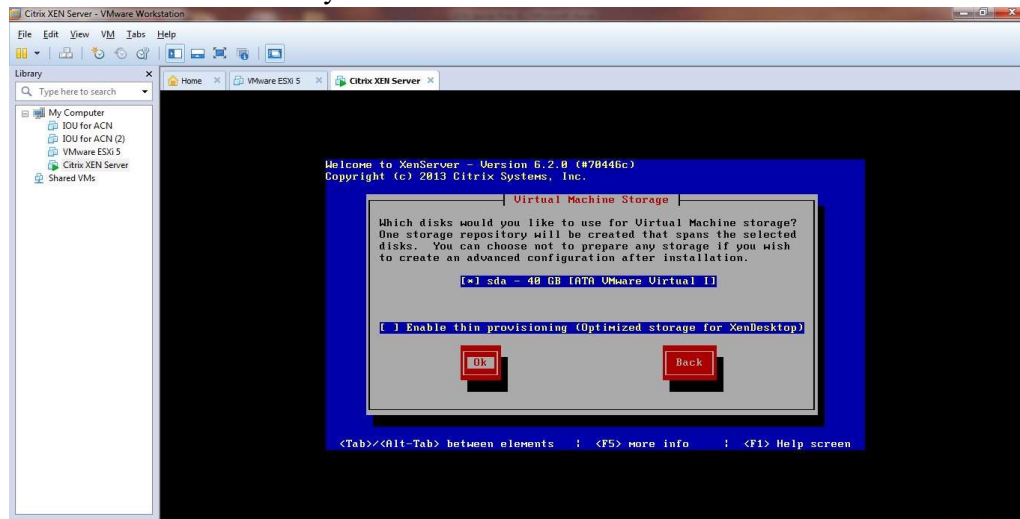 Citrix XEN Server - VMware Workstation
File Edit View VM Tabs Help
Library
Type here to search
My Computer
IOU for ACN
IOU for ACN (2)
VMware ESXi 5
Citrix XEN Server
Shared VMs
Home
VMware ESXi 5
Citrix XEN Server
Welcome to XenServer - Version 6.2.0 (#70446c)
Copyright (c) 2013 Citrix Systems, Inc.
Virtual Machine Storage
Which disks would you like to use for Virtual Machine storage?
One storage repository will be created that spans the selected
disks. You can choose not to prepare any storage if you wish
to create an advanced configuration after installation.
[*] sda - 40 GB [ATA VMware Virtual I]
[ ] Enable thin provisioning (Optimized storage for XenDesktop)
Ok
Back
<Tab>/<Alt-Tab> between elements | <F5> more info | <F1> Help screen